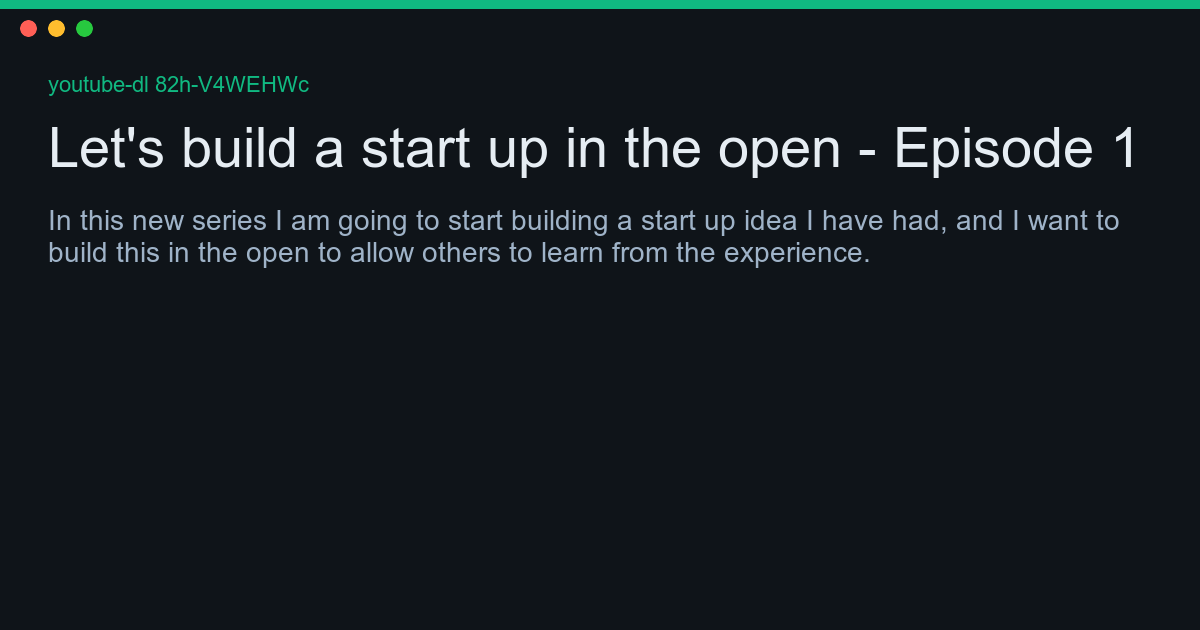 youtube-dl 82h-V4WEHWc
Let's build a start up in the open - Episode 1
In this new series I am going to start building a start up idea I have had, and I want to
build this in the open to allow others to learn from the experience.